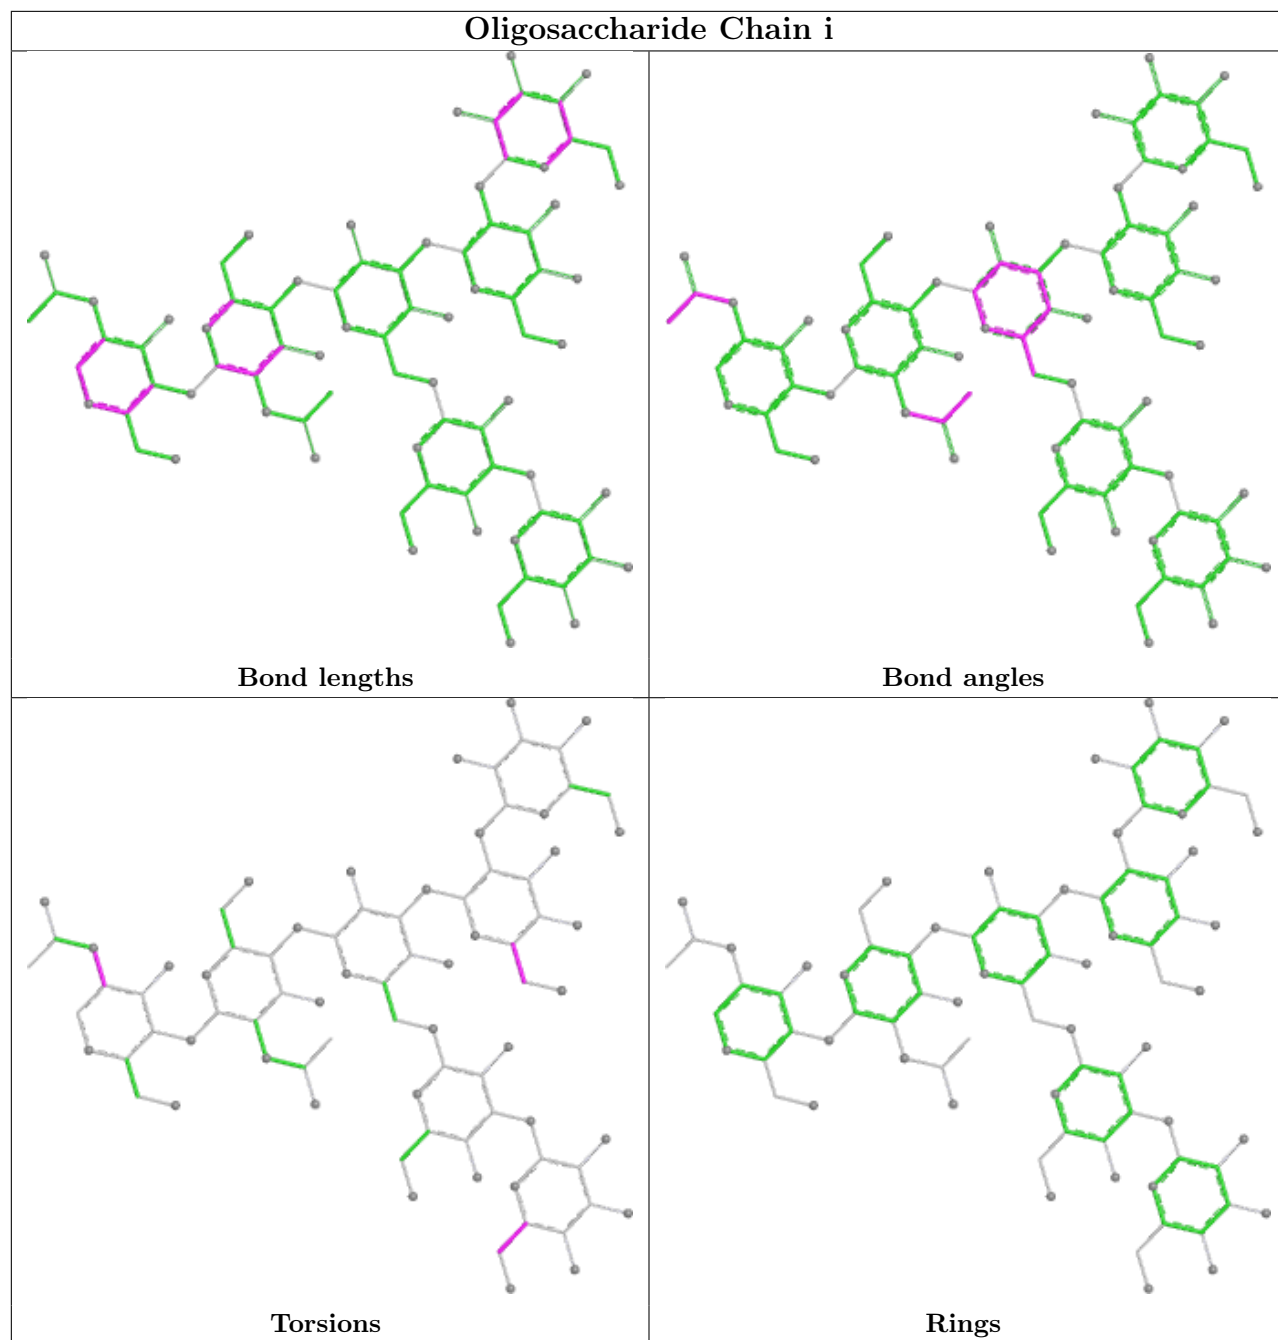 Oligosaccharide Chain i
Bond lengths
Bond angles
Torsions
Rings